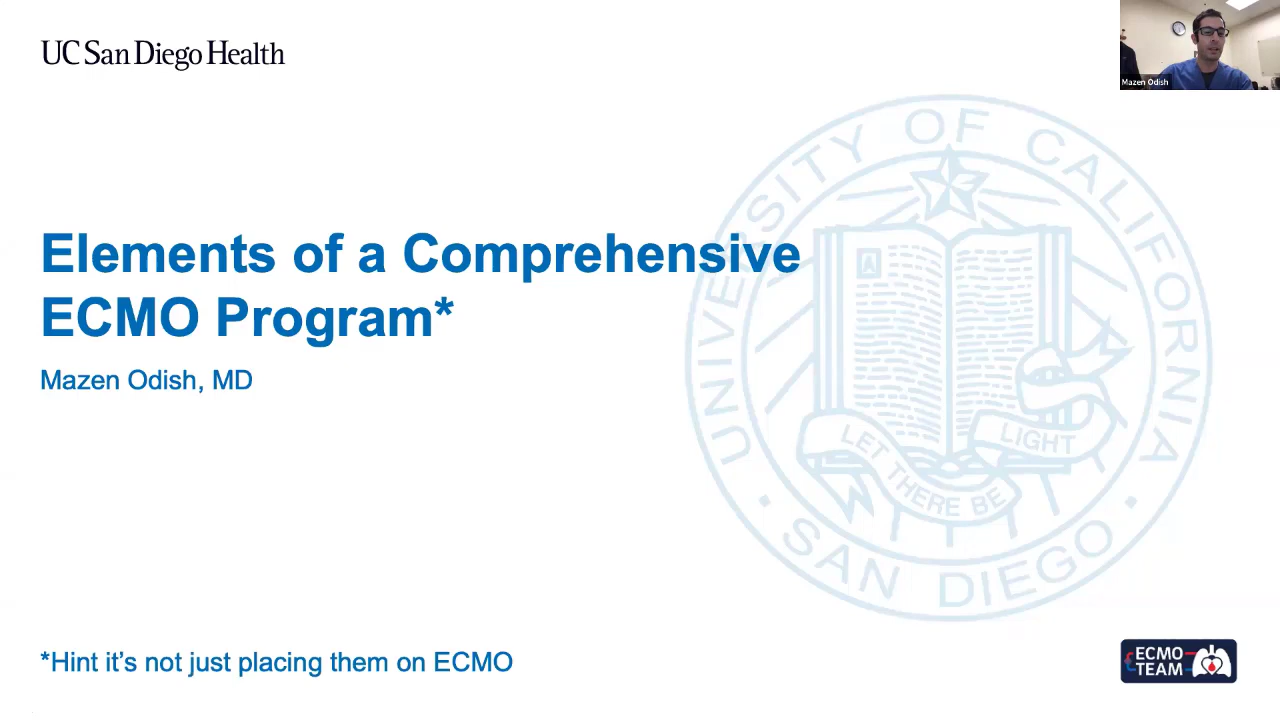 UC San Diego Health
Mazen Odish
Elements of a Comprehensive
ECMO Program*
Mazen Odish, MD
UNIVERSITY OF CALIFORNIA
SAN DIEGO
A
LET THERE BE
LIGHT
*Hint it's not just placing them on ECMO
ECMO
TEAM